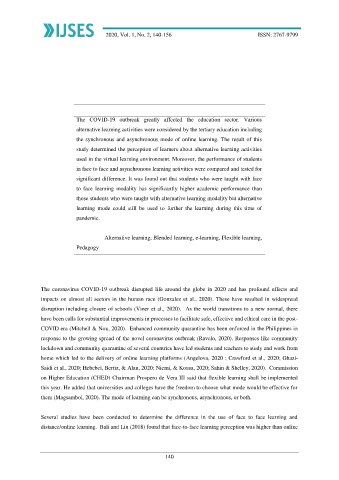 IJSES
2020, Vol. 1, No. 2, 140-156 ISSN: 2767-9799
The COVID-19 outbreak greatly affected the education sector. Various
alternative learning activities were considered by the tertiary education including
the synchronous and asynchronous mode of online learning. The result of this
study determined the perception of learners about alternative learning activities
used in the virtual learning environment. Moreover, the performance of students
in face to face and asynchronous learning activities were compared and tested for
significant difference. It was found out that students who were taught with face
to face learning modality has significantly higher academic performance than
those students who were taught with alternative learning modality but alternative
learning mode could still be used to further the learning during this time of
pandemic.
Alternative learning, Blended learning, e-learning, Flexible learning,
Pedagogy
The coronavirus COVID-19 outbreak disrupted life around the globe in 2020 and has profound effects and
impacts on almost all sectors in the human race (Gonzalez et al., 2020). These have resulted in widespread
disruption including closure of schools (Viner et al., 2020). As the world transitions to a new normal, there
have been calls for substantial improvements in processes to facilitate safe, effective and ethical care in the post-
COVID era (Mitchell & Nou, 2020). Enhanced community quarantine has been enforced in the Philippines in
response to the growing spread of the novel coronavirus outbreak (Kuwoko, 2020). Responses like community
lockdown and community quarantine of several countries have led students and teachers to study and work from
home which led to the delivery of online learning platforms (Angelova, 2020 ; Crawford et al., 2020; Ghazi-
Saidi et al., 2020; Hebebci, Bertiz, & Alan, 2020; Niemi, & Kousa, 2020; Sahin & Shelley, 2020). Commission
on Higher Education (CHED) Chairman Prospero de Vera III said that flexible learning shall be implemented
this year. He added that universities and colleges have the freedom to choose what mode would be effective for
them (Magsambol, 2020). The mode of learning can be synchronous, asynchronous, or both.
Several studies have been conducted to determine the difference in the use of face to face learning and
distance/online learning. Bali and Liu (2018) found that face-to-face learning perception was higher than online
140